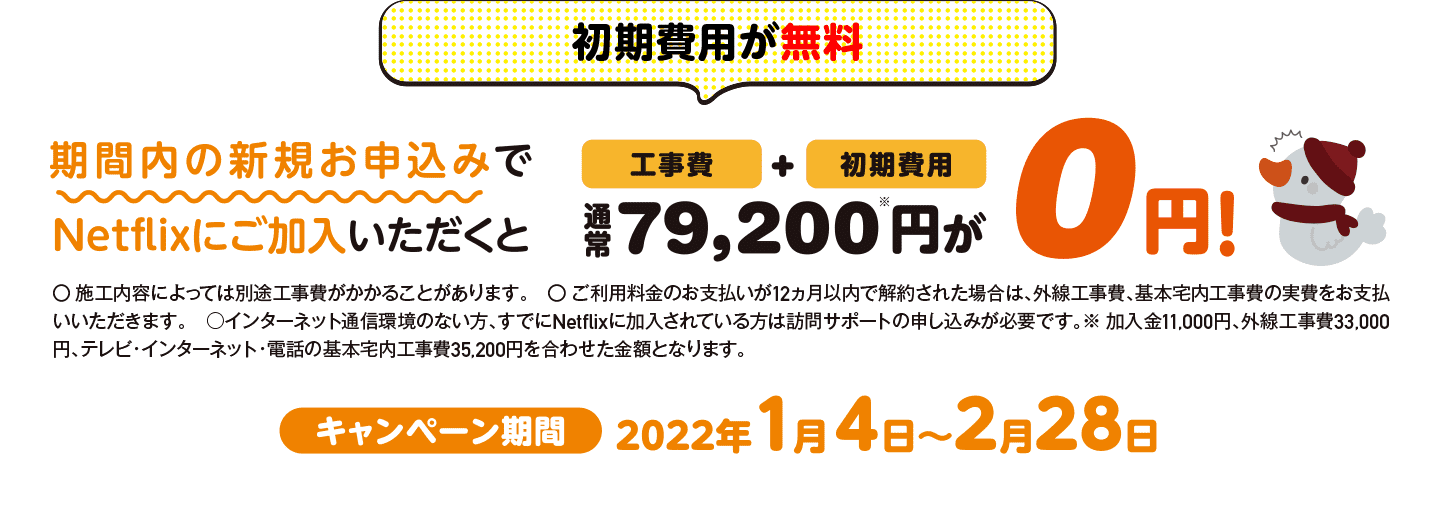 初期費用が無料
期間内の新規お申込みで
Netflixにご加入いただくと
工事費 + 初期費用
通常79,200※円が
0円!
〇 施工内容によっては別途工事費がかかることがあります。 〇 ご利用料金のお支払いが12ヵ月以内で解約された場合は、外線工事費、基本宅内工事費の実費をお支払
いいただきます。 〇インターネット通信環境のない方、すでにNetflixに加入されている方は訪問サポートの申し込みが必要です。※ 加入金11,000円、外線工事費33,000
円、テレビ・インターネット・電話の基本宅内工事費35,200円を合わせた金額となります。
キャンペーン期間 2022年1月4日〜2月28日